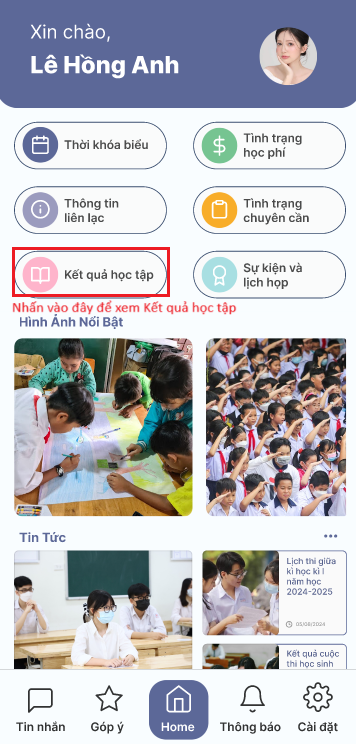 Xin chào,
Lê Hồng Anh
Thời khóa biểu
Tình trạng
học phí
Thông tin
liên lạc
Tình trạng
chuyên cần
Kết quả học tập
Sự kiện và
lịch họp
Nhấn vào đây để xem Kết quả học tập
Hình Ảnh Nổi Bật
Tin Tức
Lịch thi giữa
kì học kì I
năm học
2024-2025
05/08/2024
Kết quả cuộc
thi học sinh
Tin nhắn
Góp ý
Home
Thông báo
Cài đặt